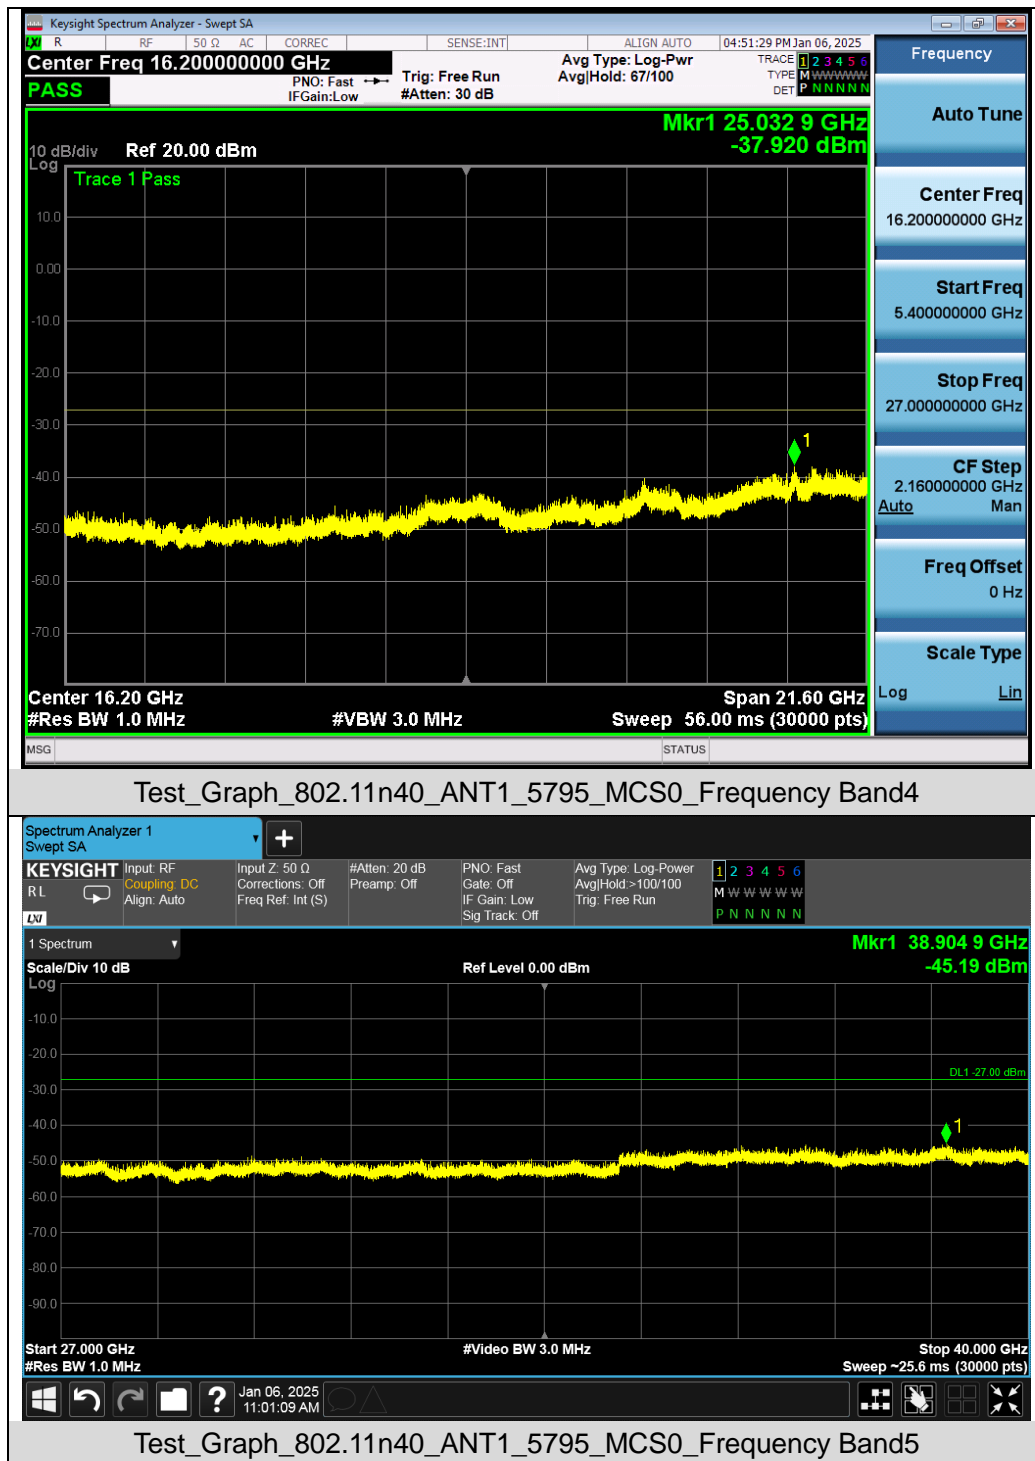 Keysight Spectrum Analyzer - Swept SA
LXI R RF 50 Ω AC CORREC SENSE:INT ALIGN AUTO 04:51:29 PM Jan 06, 2025
Center Freq 16.200000000 GHz
PASS
PNO: Fast
IFGain:Low
Trig: Free Run
#Atten: 30 dB
Avg Type: Log-Pwr
Avg|Hold: 67/100
TRACE 1 2 3 4 5 6
TYPE M W W W W W
DET P N N N N N
Mkr1 25.032 9 GHz
-37.920 dBm
10 dB/div Ref 20.00 dBm
Log
Trace 1 Pass
10.0
0.00
-10.0
-20.0
-30.0
1
-40.0
-50.0
-60.0
-70.0
Center 16.20 GHz Span 21.60 GHz
#Res BW 1.0 MHz #VBW 3.0 MHz Sweep 56.00 ms (30000 pts)
MSG STATUS
Frequency
Auto Tune
Center Freq
16.200000000 GHz
Start Freq
5.400000000 GHz
Stop Freq
27.000000000 GHz
CF Step
2.160000000 GHz
Auto Man
Freq Offset
0 Hz
Scale Type
Log Lin
Test_Graph_802.11n40_ANT1_5795_MCS0_Frequency Band4
Spectrum Analyzer 1
Swept SA
+
KEYSIGHT
RL
LXI
Input: RF
Coupling: DC
Align: Auto
Input Z: 50 Ω
Corrections: Off
Freq Ref: Int (S)
#Atten: 20 dB
Preamp: Off
PNO: Fast
Gate: Off
IF Gain: Low
Sig Track: Off
Avg Type: Log-Power
Avg|Hold:>100/100
Trig: Free Run
1 2 3 4 5 6
M W W W W W
P N N N N N
1 Spectrum
Mkr1 38.904 9 GHz
Scale/Div 10 dB Ref Level 0.00 dBm -45.19 dBm
Log
-10.0
-20.0
DL1 -27.00 dBm
-30.0
-40.0
1
-50.0
-60.0
-70.0
-80.0
-90.0
Start 27.000 GHz #Video BW 3.0 MHz Stop 40.000 GHz
#Res BW 1.0 MHz Sweep ~25.6 ms (30000 pts)
?
Jan 06, 2025
11:01:09 AM
Test_Graph_802.11n40_ANT1_5795_MCS0_Frequency Band5